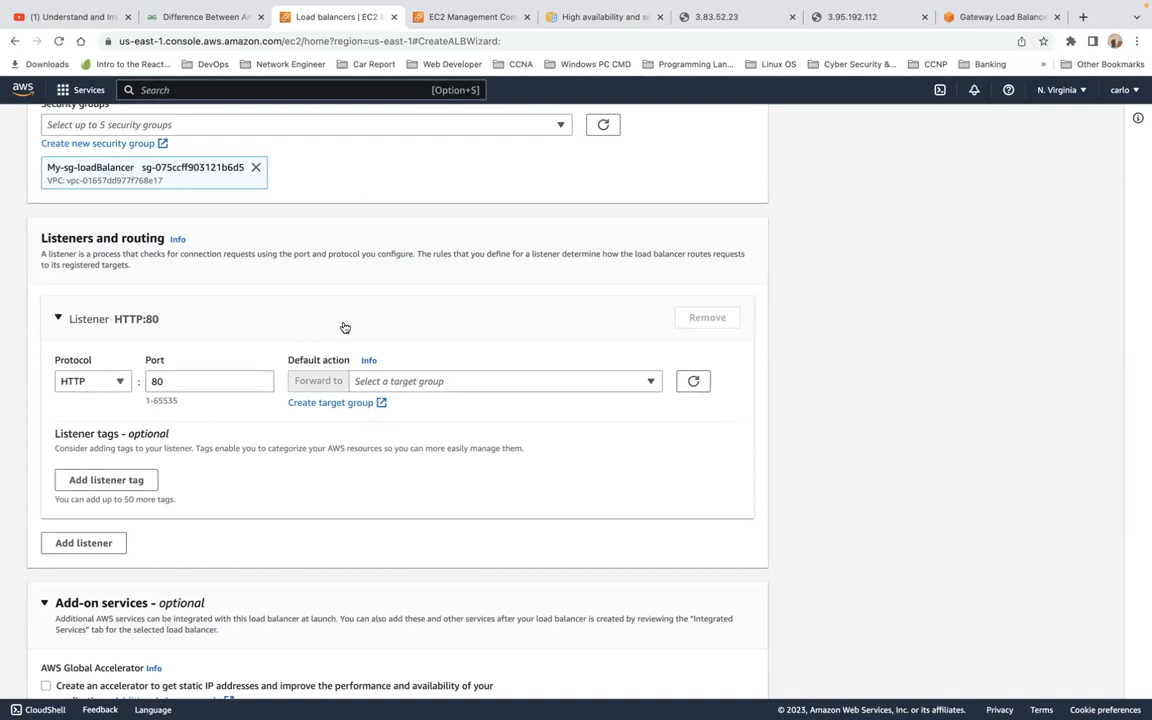 (1) Understand and Im
Difference Between A
Load balancers | EC2 M
EC2 Management Con
High availability and s
3.83.52.23
3.95.192.112
Gateway Load Balance
us-east-1.console.aws.amazon.com/ec2/home?region=us-east-1#CreateALBWizard:
Downloads
Intro to the React...
DevOps
Network Engineer
Car Report
Web Developer
CCNA
Windows PC CMD
Programming Lan...
Linux OS
Cyber Security &...
CCNP
Banking
»
Other Bookmarks
aws
Services
Search
[Option+S]
N. Virginia
carlo
Security groups
Select up to 5 security groups
Create new security group
My-sg-loadBalancer sg-075ccff903121b6d5
VPC: vpc-01657dd977f768e17
Listeners and routing Info
A listener is a process that checks for connection requests using the port and protocol you configure. The rules that you define for a listener determine how the load balancer routes requests
to its registered targets.
Listener HTTP:80
Remove
Protocol
Port
Default action Info
HTTP
:
80
Forward to
Select a target group
1-65535
Create target group
Listener tags - optional
Consider adding tags to your listener. Tags enable you to categorize your AWS resources so you can more easily manage them.
Add listener tag
You can add up to 50 more tags.
Add listener
Add-on services - optional
Additional AWS services can be integrated with this load balancer at launch. You can also add these and other services after your load balancer is created by reviewing the "Integrated
Services" tab for the selected load balancer.
AWS Global Accelerator Info
Create an accelerator to get static IP addresses and improve the performance and availability of your
CloudShell
Feedback
Language
© 2023, Amazon Web Services, Inc. or its affiliates.
Privacy
Terms
Cookie preferences